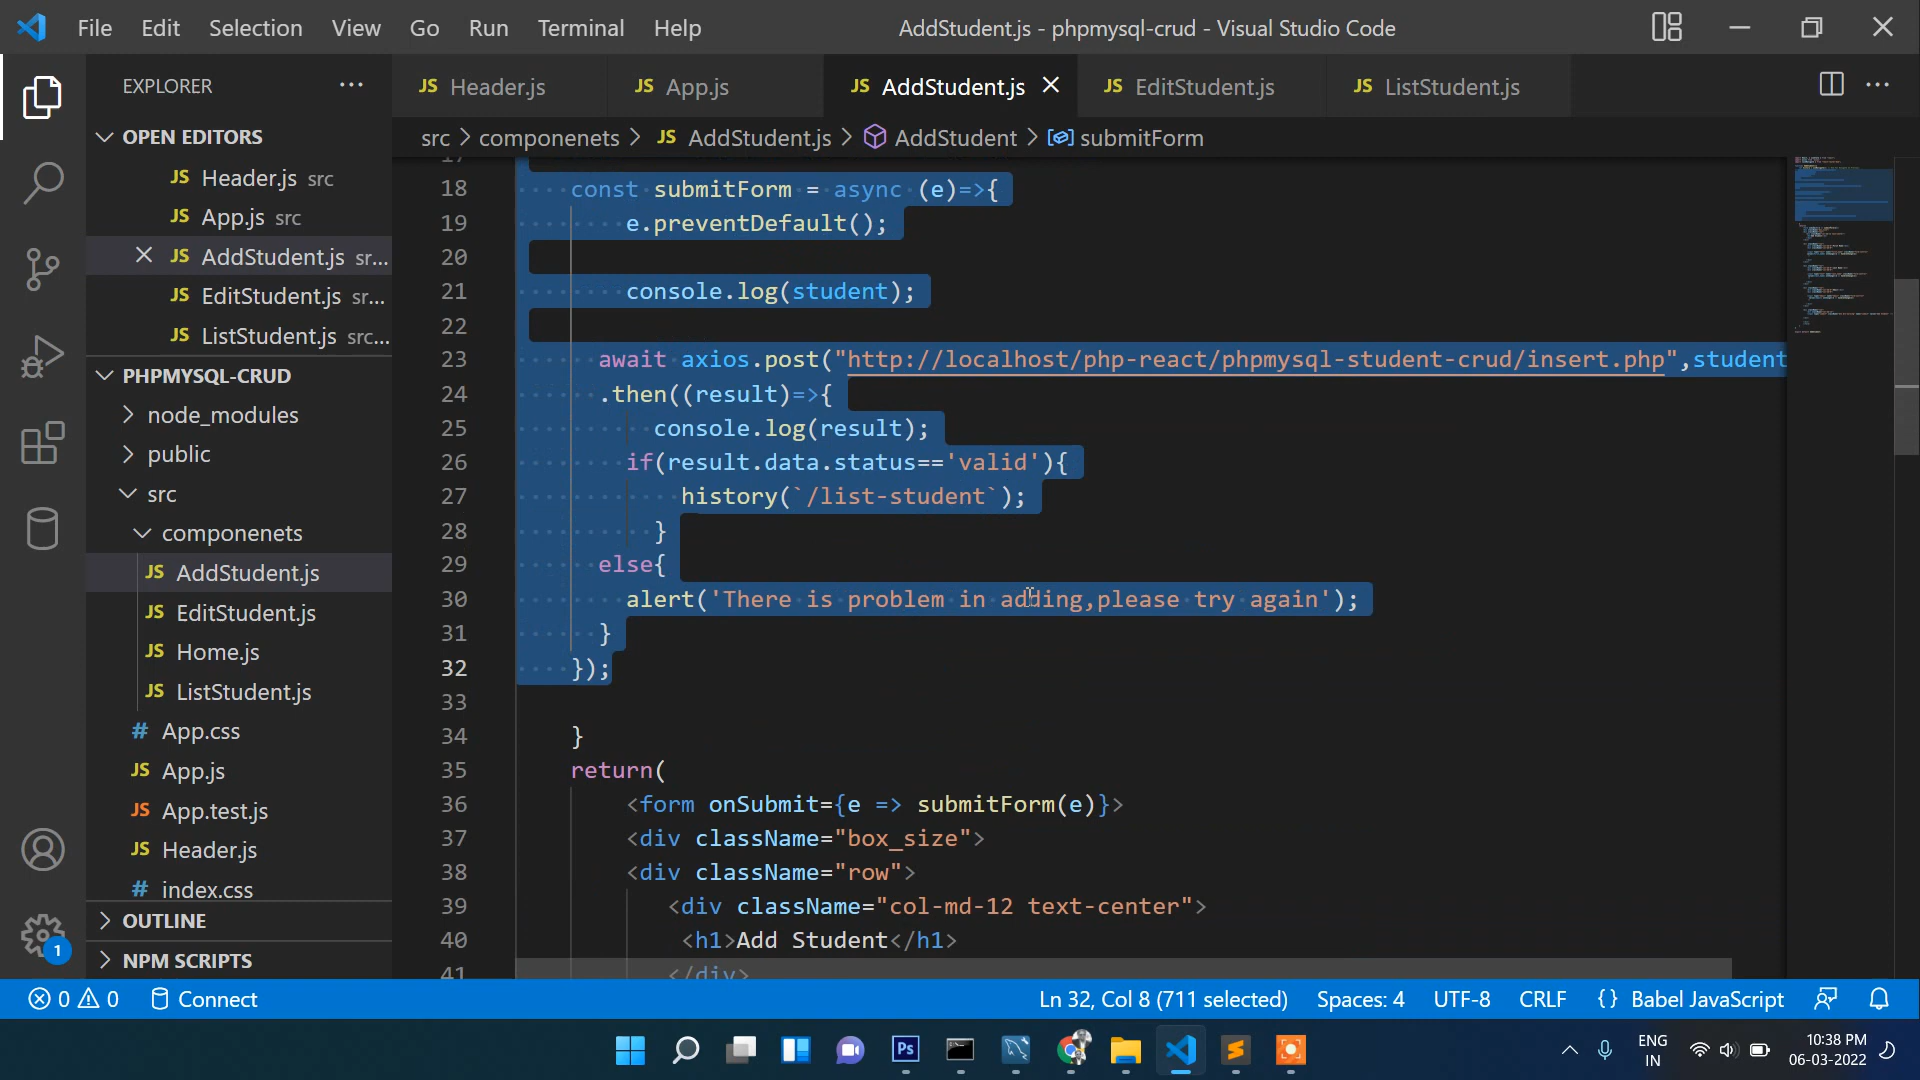 File Edit Selection View Go Run Terminal Help
AddStudent.js - phpmysql-crud - Visual Studio Code
EXPLORER
OPEN EDITORS
JS Header.js src
JS App.js src
JS AddStudent.js sr...
JS EditStudent.js sr...
JS ListStudent.js src...
PHPMYSQL-CRUD
node_modules
public
src
componenets
JS AddStudent.js
JS EditStudent.js
JS Home.js
JS ListStudent.js
# App.css
JS App.js
JS App.test.js
JS Header.js
# index.css
OUTLINE
NPM SCRIPTS
1
JS Header.js JS App.js JS AddStudent.js JS EditStudent.js JS ListStudent.js
src > componenets > JS AddStudent.js > AddStudent > submitForm
17
18 const submitForm = async (e)=>{
19 e.preventDefault();
20
21 console.log(student);
22
23 await axios.post("http://localhost/php-react/phpmysql-student-crud/insert.php",student
24 .then((result)=>{
25 console.log(result);
26 if(result.data.status=='valid'){
27 history(`/list-student`);
28 }
29 else{
30 alert('There is problem in adding,please try again');
31 }
32 });
33
34 }
35 return(
36 <form onSubmit={e => submitForm(e)}>
37 <div className="box_size">
38 <div className="row">
39 <div className="col-md-12 text-center">
40 <h1>Add Student</h1>
41 </div>
0 0 Connect
Ln 32, Col 8 (711 selected) Spaces: 4 UTF-8 CRLF {} Babel JavaScript
Ps
ENG
IN
10:38 PM
06-03-2022